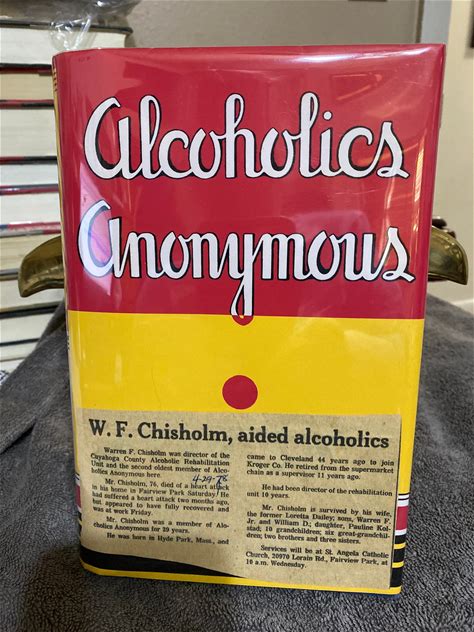 Alcoholics
Anonymous
W. F. Chisholm, aided alcoholics
Warren F. Chisholm was director of the
Cuyahoga County Alcoholic Rehabilitation
Unit and the second oldest member of Alco-
holics Anonymous here.
4-29-78
Mr. Chisholm, 76, died of a heart attack
in his home in Fairview Park Saturday. He
had suffered a heart attack two months ago
but appeared to have fully recovered and
was at work Friday.
Mr. Chisholm was a member of Alco-
holics Anonymous for 39 years.
He was born in Hyde Park, Mass., and
came to Cleveland 44 years ago to join
Kroger Co. He retired from the supermarket
chain as a supervisor 11 years ago.
He had been director of the rehabilitation
unit 10 years.
Mr. Chisholm is survived by his wife,
the former Loretta Dailey; sons, Warren F.
Jr. and William D.; daughter, Pauline Kol-
stad; 10 grandchildren; six great-grandchil-
dren; two brothers and three sisters.
Services will be at St. Angela Catholic
Church, 20970 Lorain Rd., Fairview Park, at
10 a.m. Wednesday.